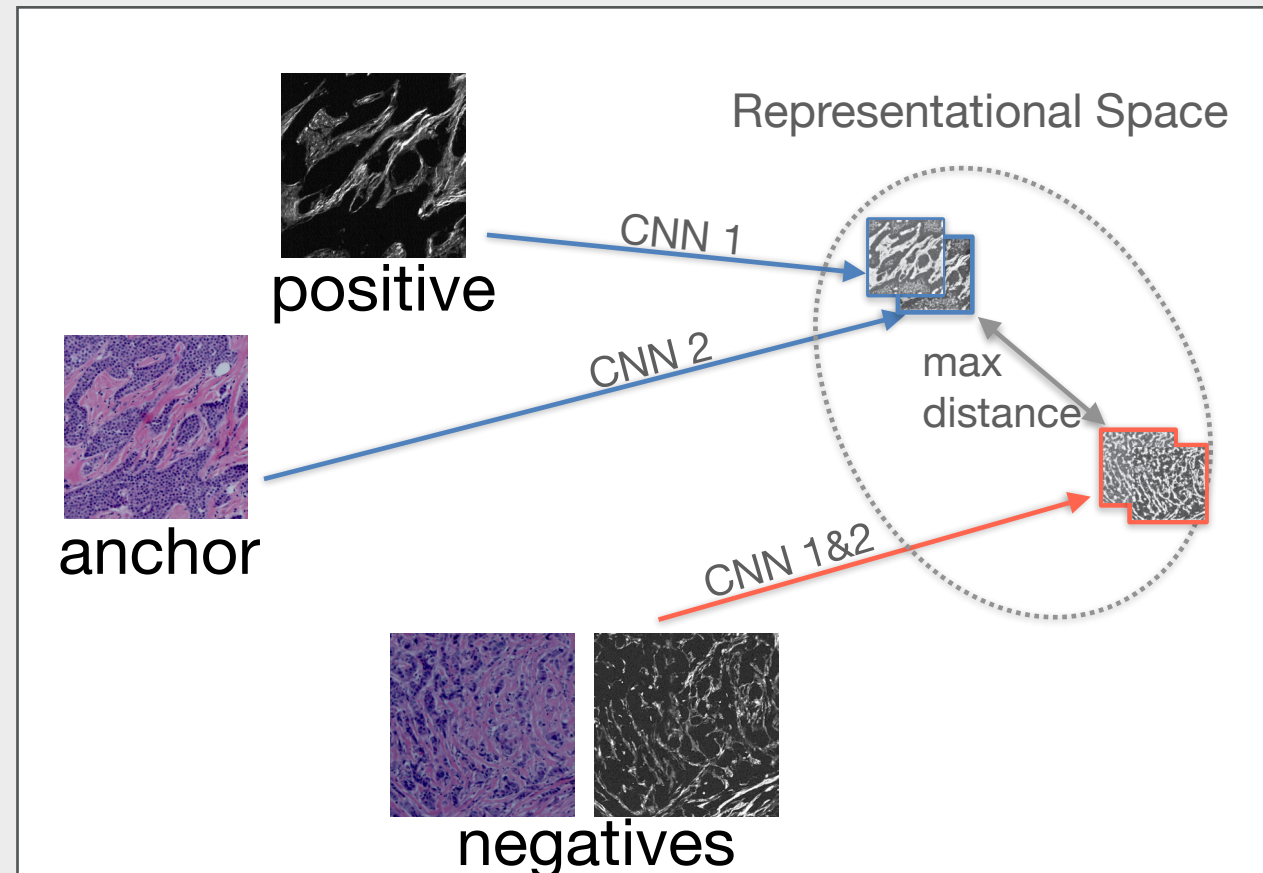 Representational Space
CNN 1
positive
CNN 2
max
distance
anchor
CNN 1&2
negatives